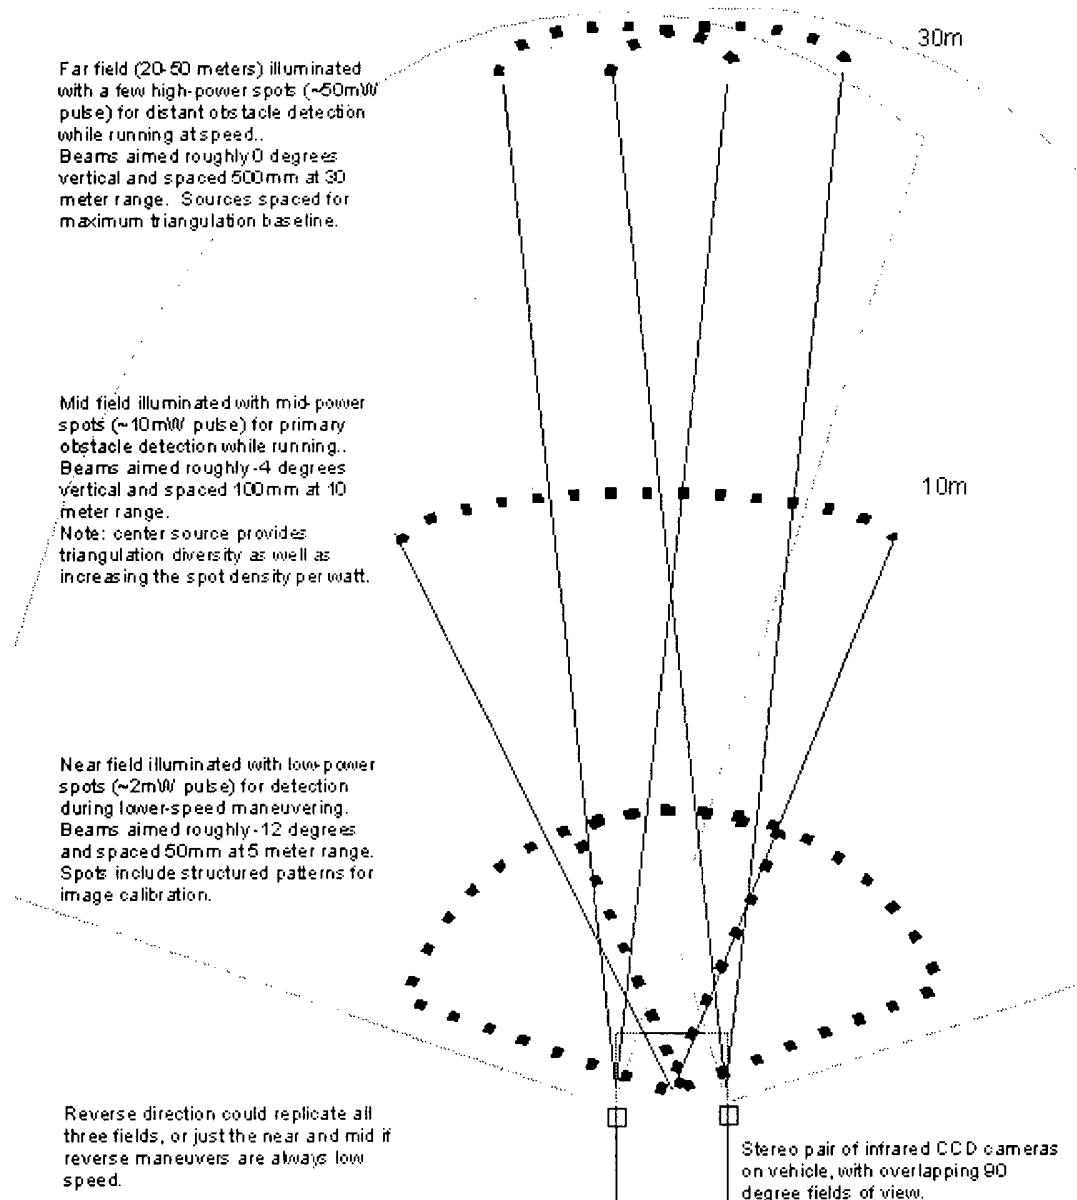 30m
Far field (20-50 meters) illuminated
with a few high-power spots (~50mW
pulse) for distant obstacle detection
while running at speed..
Beams aimed roughly 0 degrees
vertical and spaced 500mm at 30
meter range.  Sources spaced for
maximum triangulation baseline.
Mid field illuminated with mid-power
spots (~10mW pulse) for primary
obstacle detection while running..
Beams aimed roughly -4 degrees
vertical and spaced 100mm at 10
meter range.
Note: center source provides
triangulation diversity as well as
increasing the spot density per watt.
10m
Near field illuminated with low-power
spots (~2mW pulse) for detection
during lower-speed maneuvering.
Beams aimed roughly -12 degrees
and spaced 50mm at 5 meter range.
Spots include structured patterns for
image calibration.
Reverse direction could replicate all
three fields, or just the near and mid if
reverse maneuvers are always low
speed.
Stereo pair of infrared CCD cameras
on vehicle, with overlapping 90
degree fields of view.